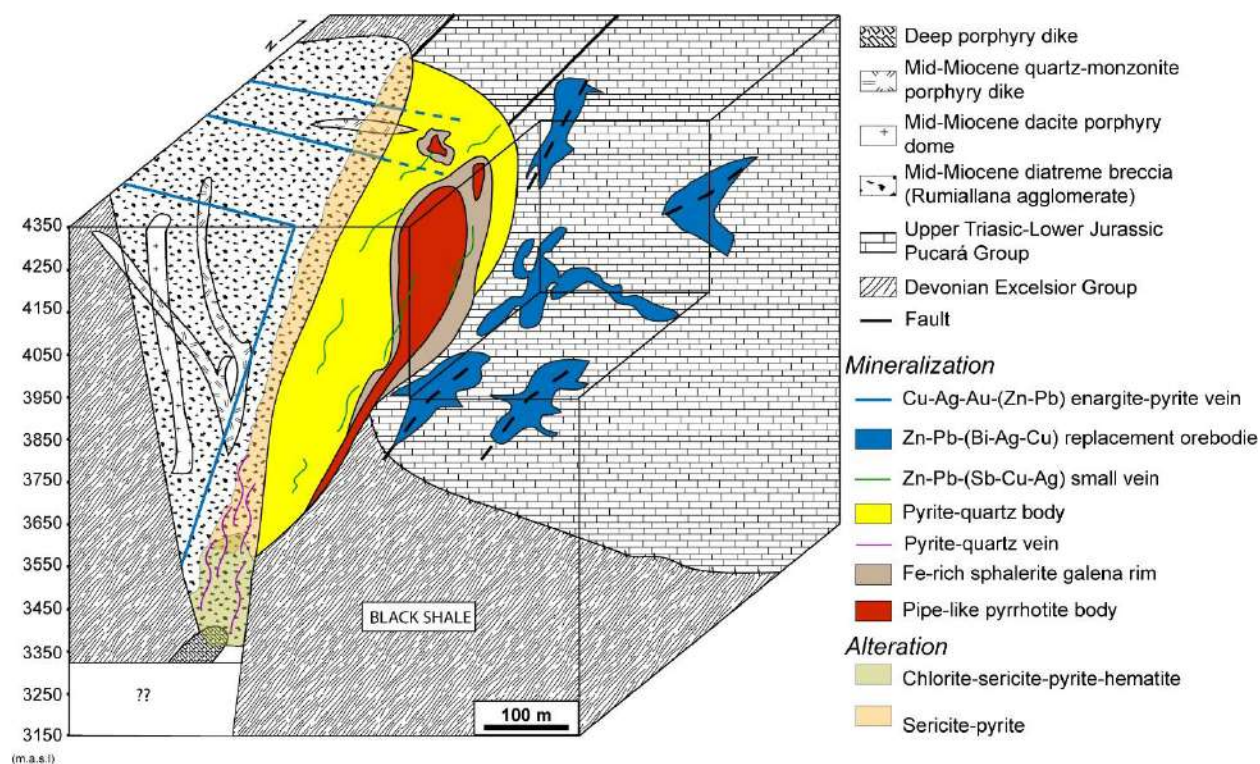 N
4350
4250
4150
4050
3950
3850
3750
3650
3550
3450
3350
3250
3150
(m.a.s.l)
??
BLACK SHALE
100 m
Deep porphyry dike
Mid-Miocene quartz-monzonite
porphyry dike
Mid-Miocene dacite porphyry
dome
Mid-Miocene diatreme breccia
(Rumiallana agglomerate)
Upper Triasic-Lower Jurassic
Pucará Group
Devonian Excelsior Group
Fault
Mineralization
Cu-Ag-Au-(Zn-Pb) enargite-pyrite vein
Zn-Pb-(Bi-Ag-Cu) replacement orebodie
Zn-Pb-(Sb-Cu-Ag) small vein
Pyrite-quartz body
Pyrite-quartz vein
Fe-rich sphalerite galena rim
Pipe-like pyrrhotite body
Alteration
Chlorite-sericite-pyrite-hematite
Sericite-pyrite